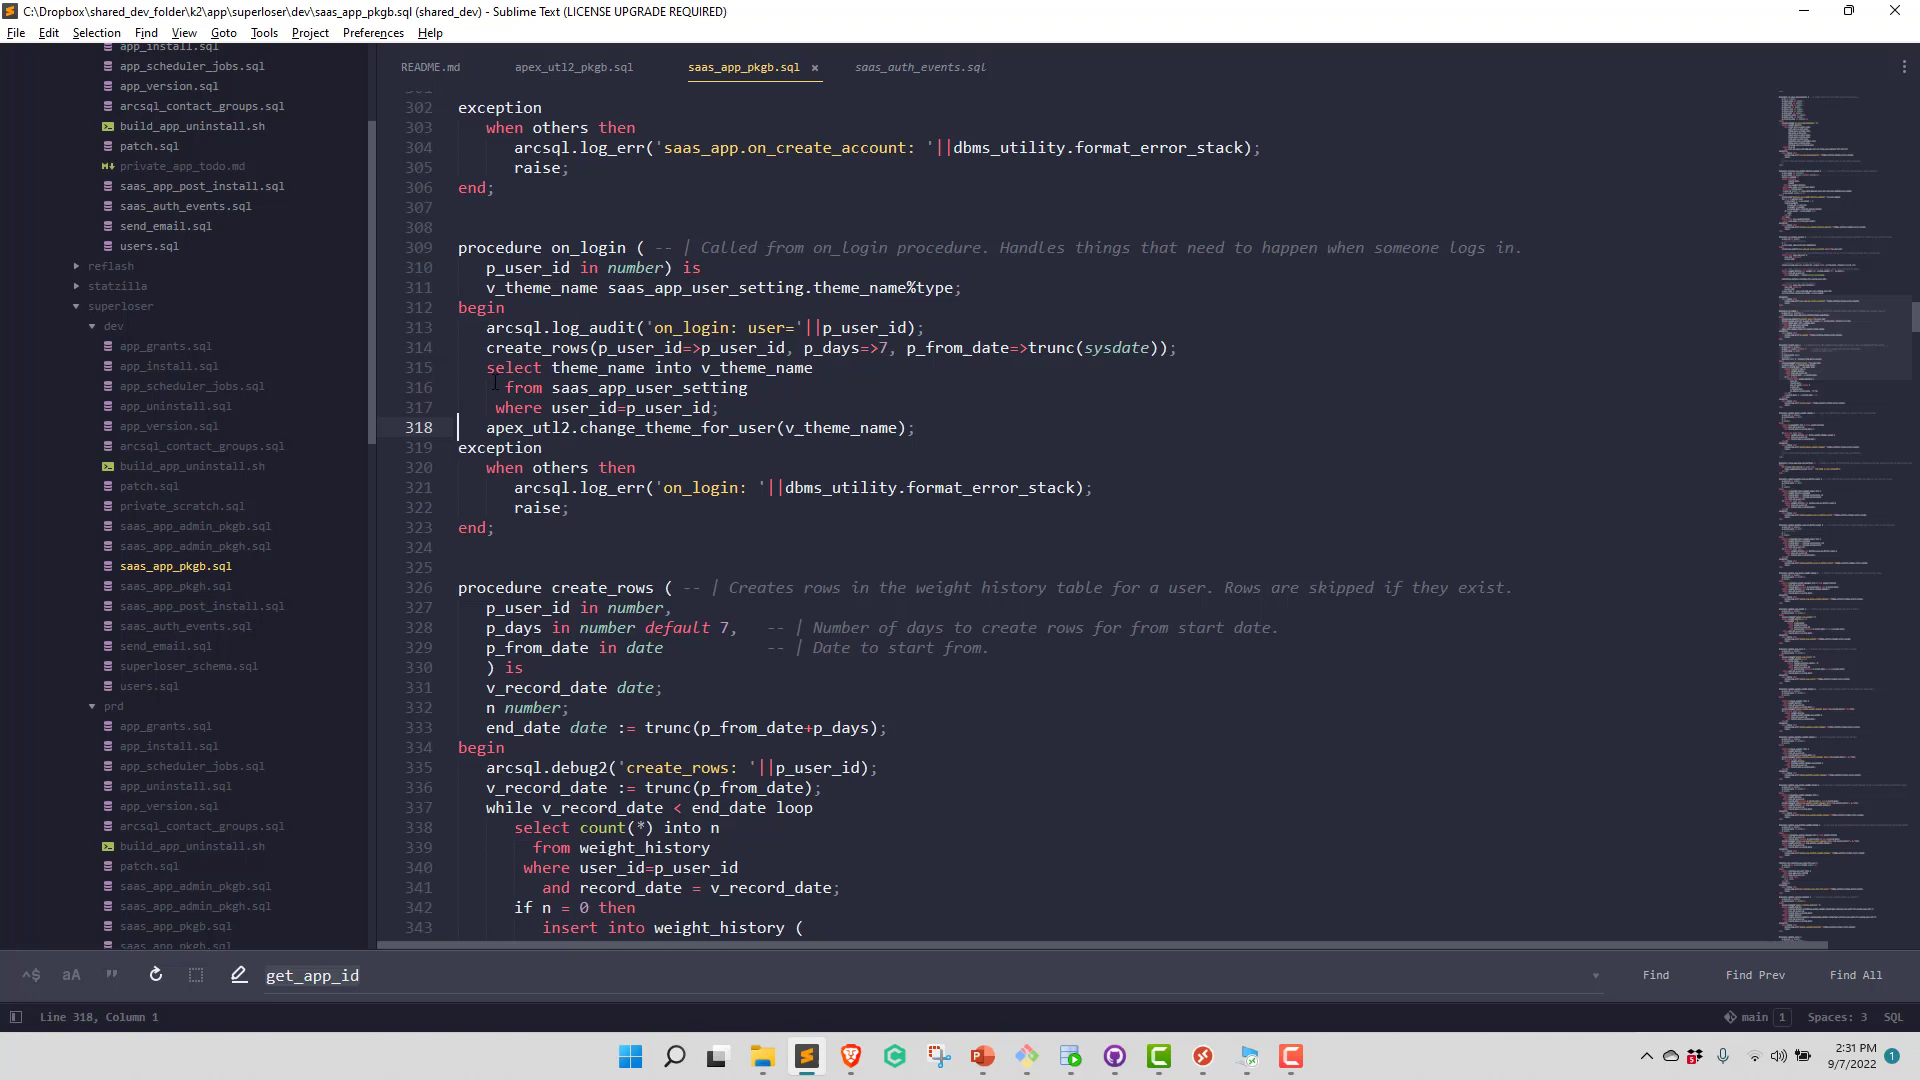 C:\Dropbox\shared_dev_folder\k2\app\superloser\dev\saas_app_pkgb.sql (shared_dev) - Sublime Text (LICENSE UPGRADE REQUIRED)
File Edit Selection Find View Goto Tools Project Preferences Help
app_install.sql
app_scheduler_jobs.sql
app_version.sql
arcsql_contact_groups.sql
build_app_uninstall.sh
patch.sql
private_app_todo.md
saas_app_post_install.sql
saas_auth_events.sql
send_email.sql
users.sql
reflash
statzilla
superloser
dev
app_grants.sql
app_install.sql
app_scheduler_jobs.sql
app_uninstall.sql
app_version.sql
arcsql_contact_groups.sql
build_app_uninstall.sh
patch.sql
private_scratch.sql
saas_app_admin_pkgb.sql
saas_app_admin_pkgh.sql
saas_app_pkgb.sql
saas_app_pkgh.sql
saas_app_post_install.sql
saas_auth_events.sql
send_email.sql
superloser_schema.sql
users.sql
prd
app_grants.sql
app_install.sql
app_scheduler_jobs.sql
app_uninstall.sql
app_version.sql
arcsql_contact_groups.sql
build_app_uninstall.sh
patch.sql
saas_app_admin_pkgb.sql
saas_app_admin_pkgh.sql
saas_app_pkgb.sql
saas_app_pkgh.sql
README.md apex_utl2_pkgb.sql saas_app_pkgb.sql × saas_auth_events.sql
301
302 exception
303 when others then
304 arcsql.log_err('saas_app.on_create_account: '||dbms_utility.format_error_stack);
305 raise;
306 end;
307
308
309 procedure on_login ( -- | Called from on_login procedure. Handles things that need to happen when someone logs in.
310 p_user_id in number) is
311 v_theme_name saas_app_user_setting.theme_name%type;
312 begin
313 arcsql.log_audit('on_login: user='||p_user_id);
314 create_rows(p_user_id=>p_user_id, p_days=>7, p_from_date=>trunc(sysdate));
315 select theme_name into v_theme_name
316 from saas_app_user_setting
317 where user_id=p_user_id;
318 apex_utl2.change_theme_for_user(v_theme_name);
319 exception
320 when others then
321 arcsql.log_err('on_login: '||dbms_utility.format_error_stack);
322 raise;
323 end;
324
325
326 procedure create_rows ( -- | Creates rows in the weight history table for a user. Rows are skipped if they exist.
327 p_user_id in number,
328 p_days in number default 7, -- | Number of days to create rows for from start date.
329 p_from_date in date -- | Date to start from.
330 ) is
331 v_record_date date;
332 n number;
333 end_date date := trunc(p_from_date+p_days);
334 begin
335 arcsql.debug2('create_rows: '||p_user_id);
336 v_record_date := trunc(p_from_date);
337 while v_record_date < end_date loop
338 select count(*) into n
339 from weight_history
340 where user_id=p_user_id
341 and record_date = v_record_date;
342 if n = 0 then
343 insert into weight_history (
get_app_id
Find Find Prev Find All
Line 318, Column 1
main 1 Spaces: 3 SQL
2:31 PM
9/7/2022
1